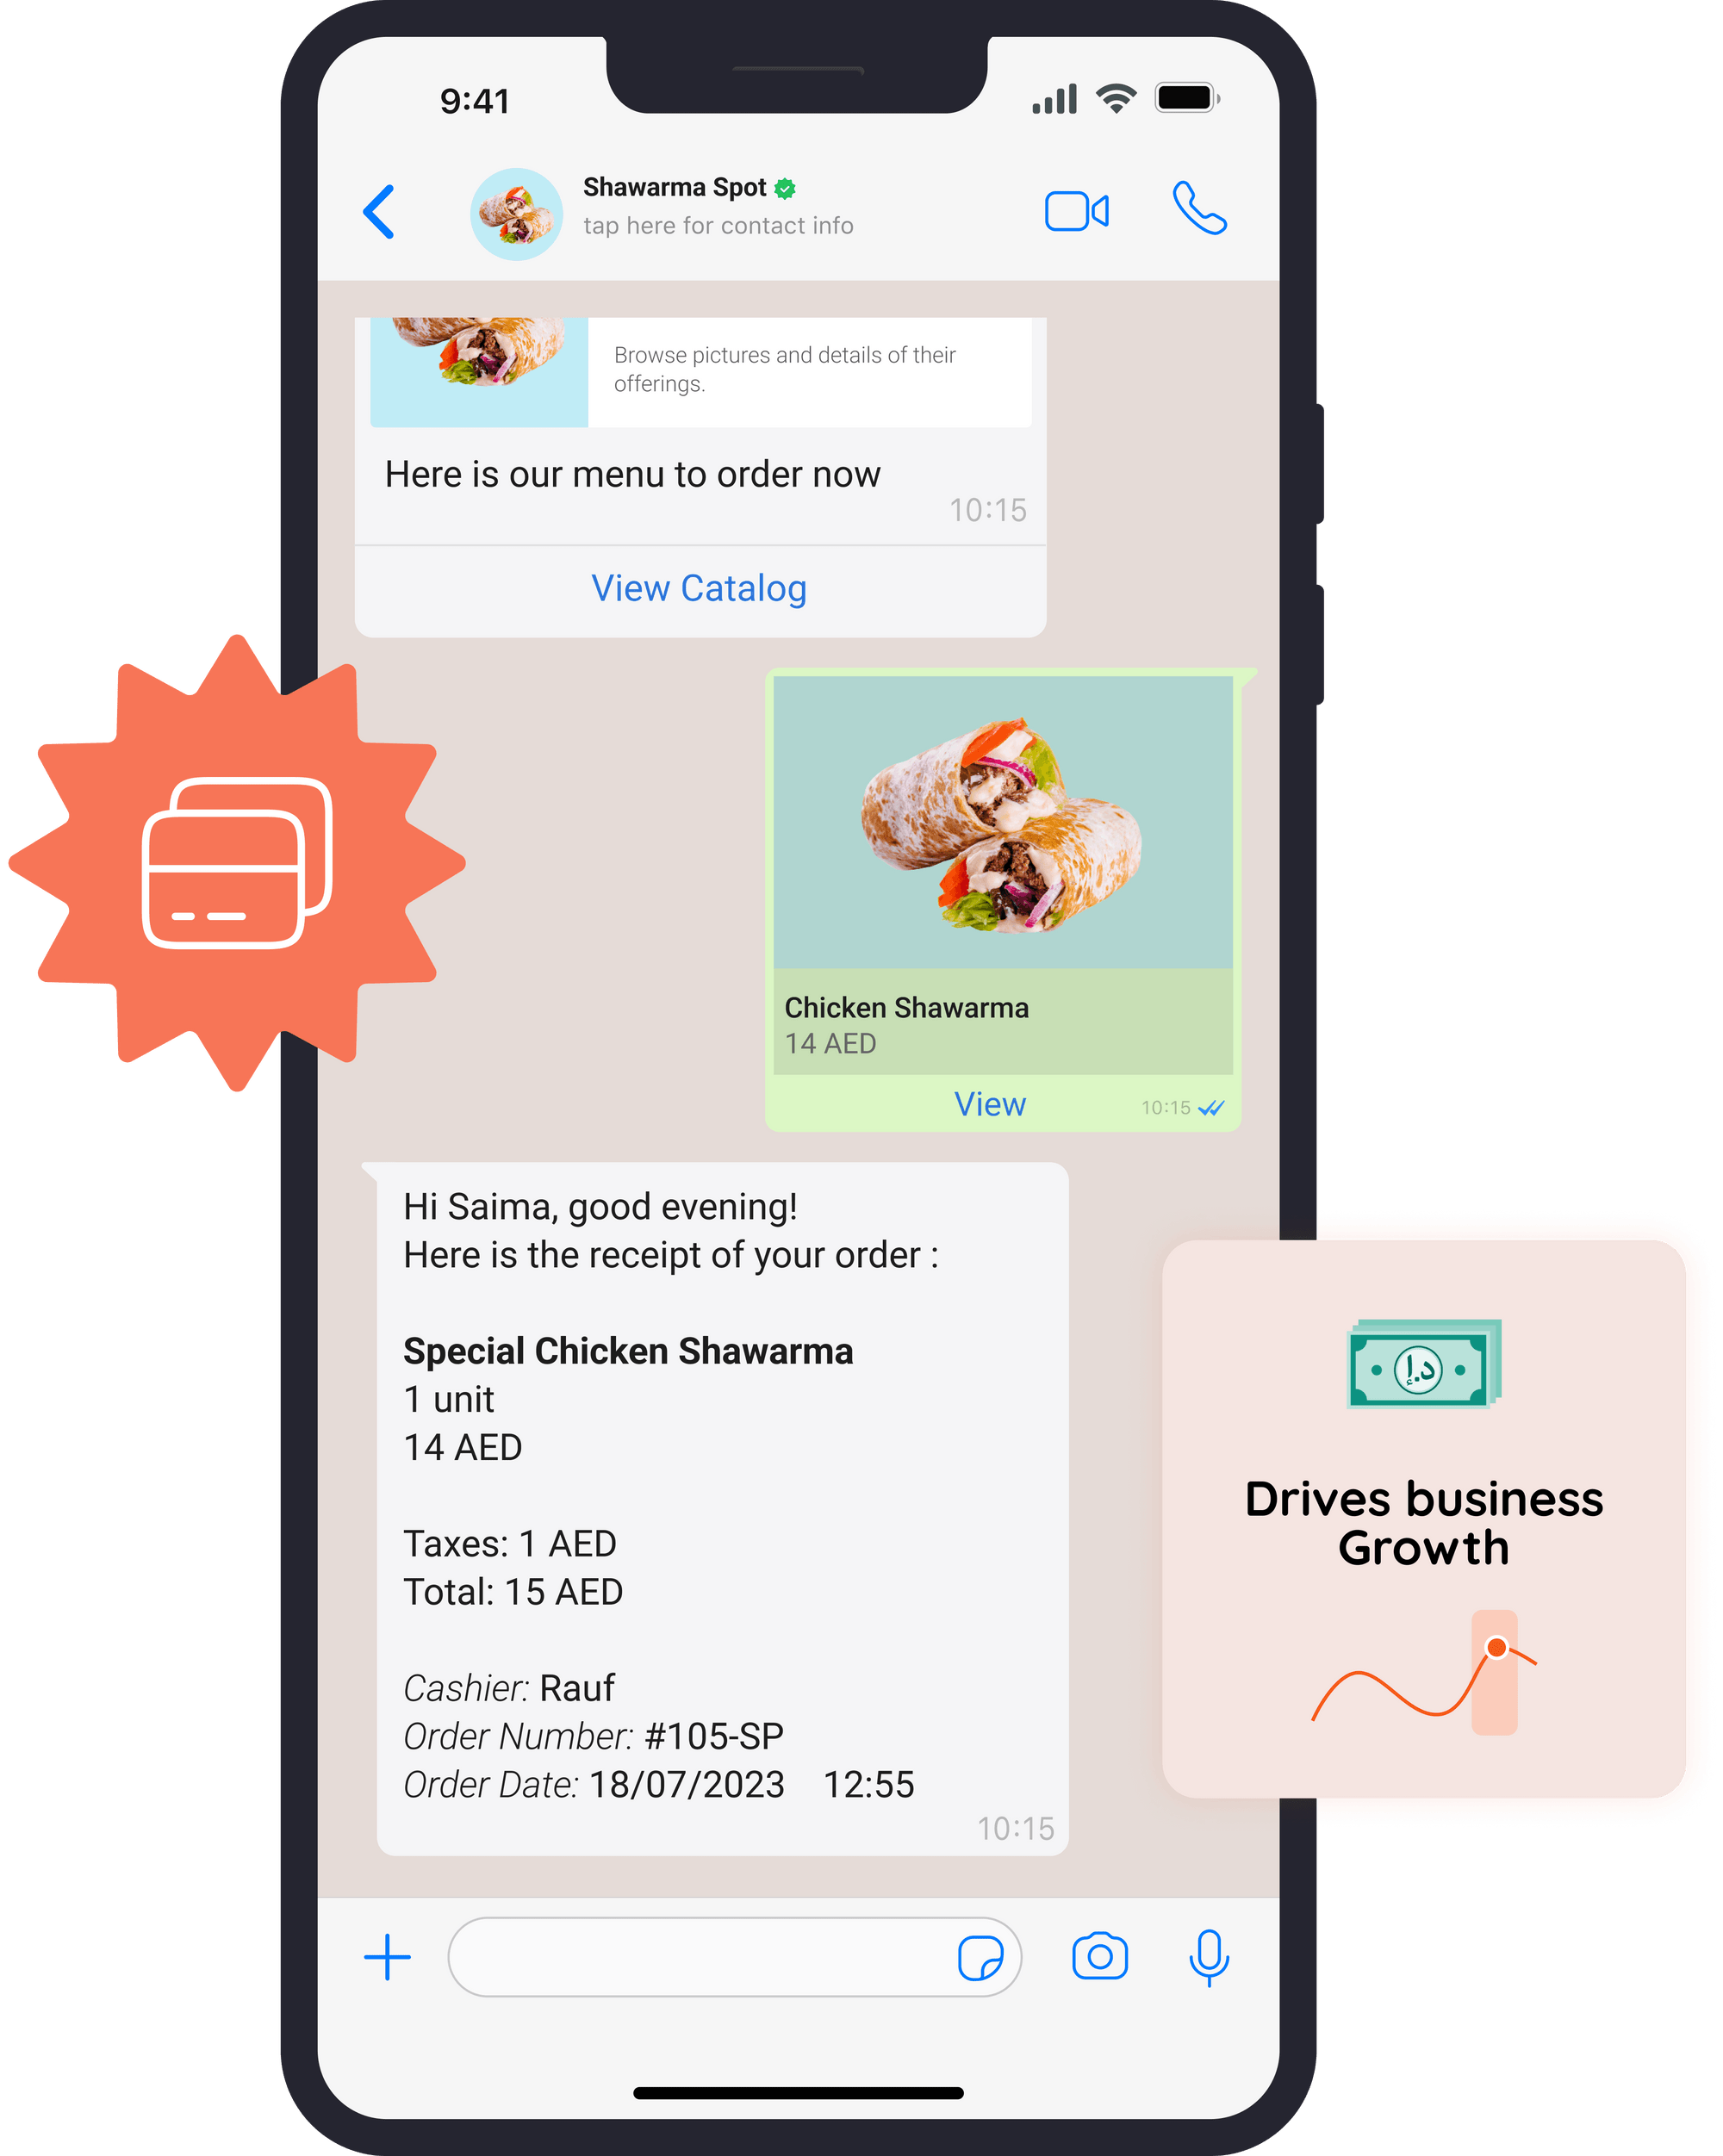 9:41
Shawarma Spot
tap here for contact info
Browse pictures and details of their
offerings.
Here is our menu to order now
10:15
View Catalog
Chicken Shawarma
14 AED
View
10:15
Hi Saima, good evening!
Here is the receipt of your order :
Special Chicken Shawarma
1 unit
14 AED
Taxes: 1 AED
Total: 15 AED
Cashier: Rauf
Order Number: #105-SP
Order Date: 18/07/2023 12:55
10:15
د.إ
Drives business
Growth